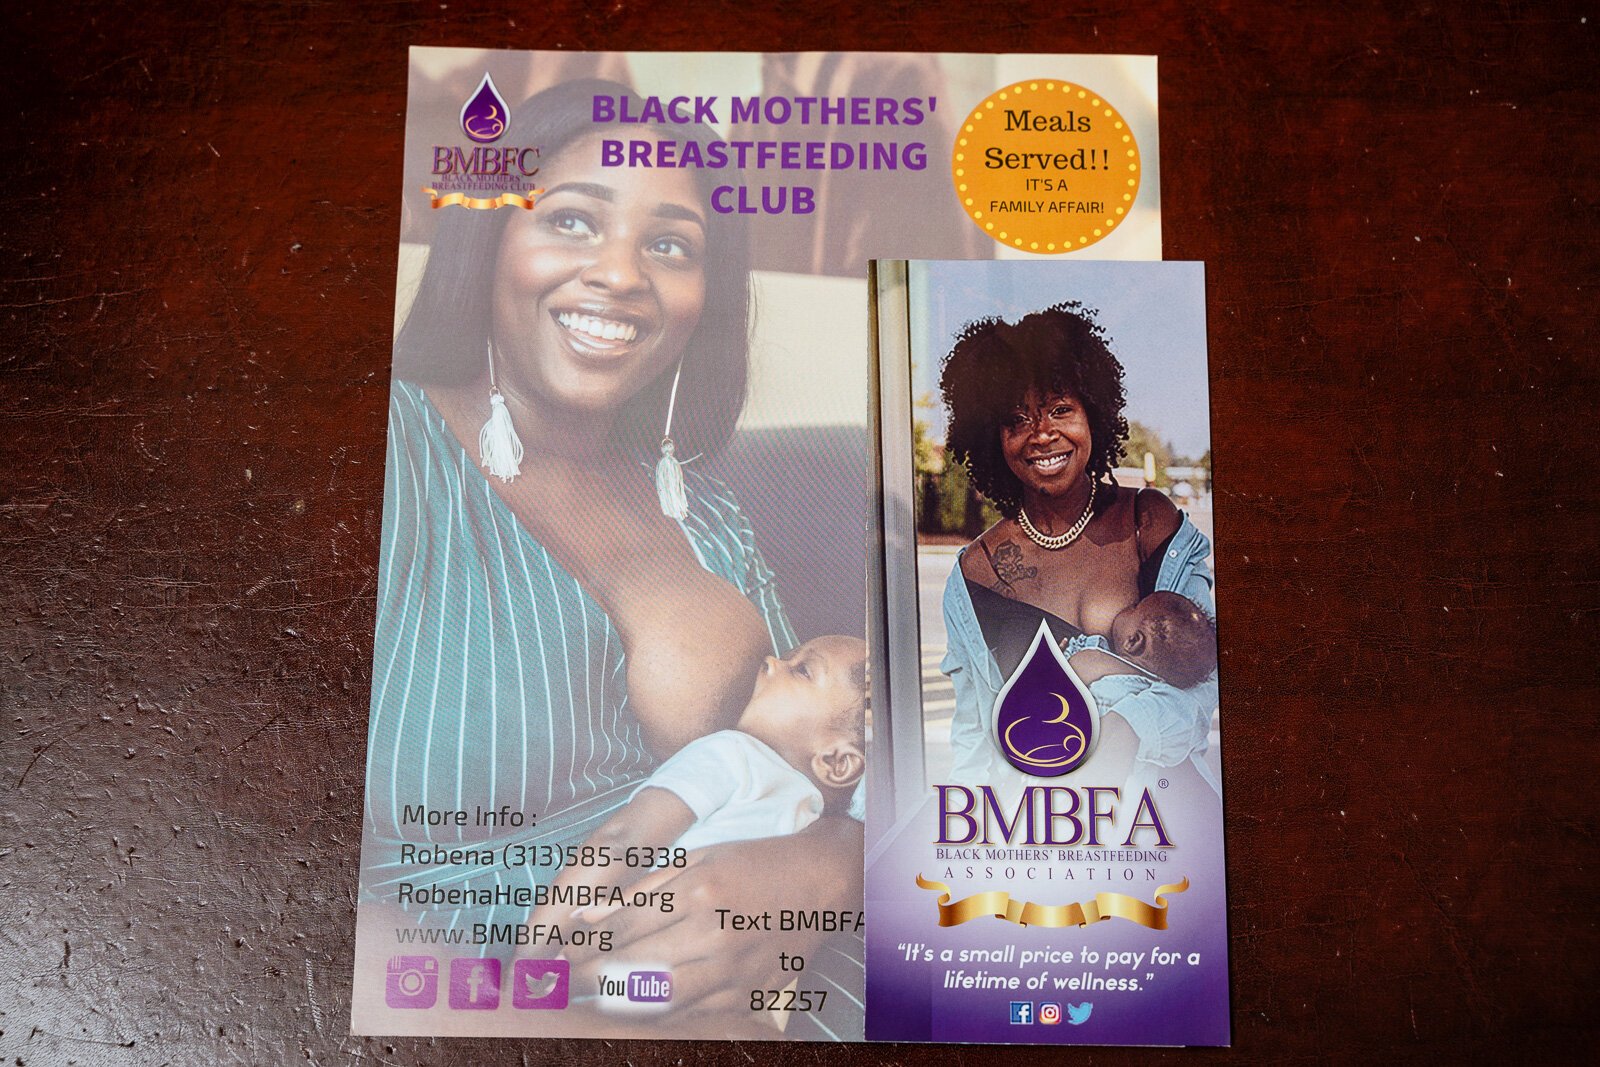 BMBFC
BLACK MOTHERS'
BREASTFEEDING CLUB
BLACK MOTHERS'
BREASTFEEDING
CLUB
Meals
Served!!
IT'S A
FAMILY AFFAIR!
More Info :
Robena (313)585-6338
RobenaH@BMBFA.org
www.BMBFA.org
YouTube
Text BMBFA
to
82257
BMBFA®
BLACK MOTHERS' BREASTFEEDING
ASSOCIATION
“It's a small price to pay for a
lifetime of wellness.”